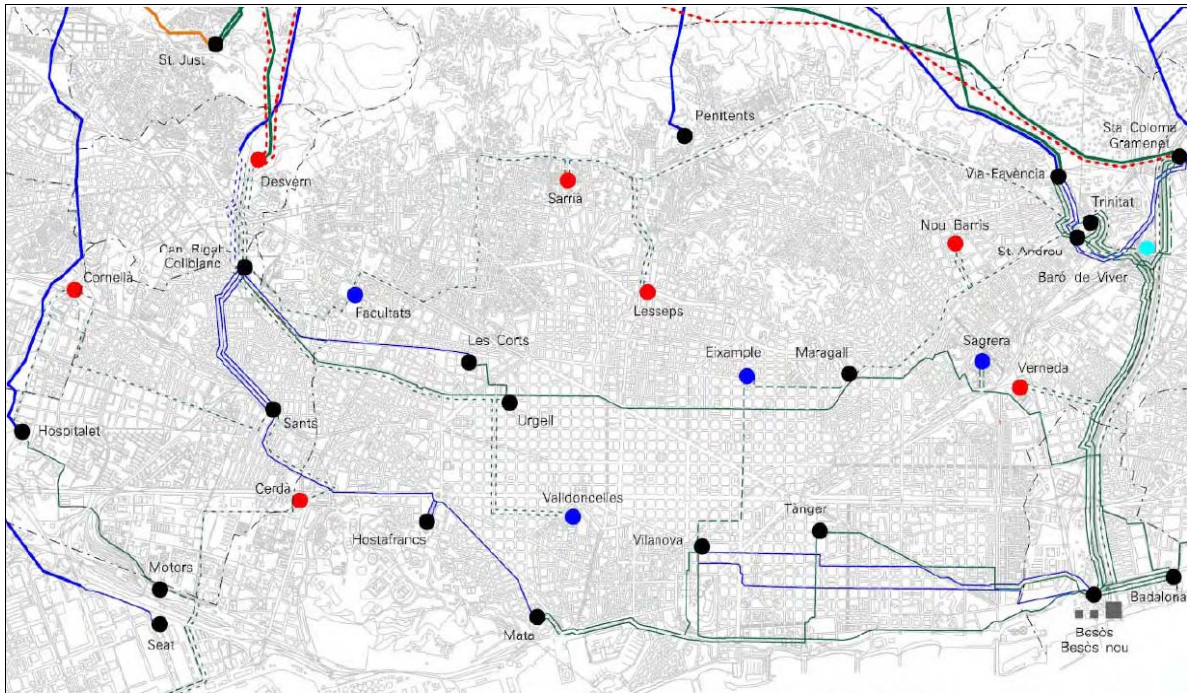 St. Just
Penitents
Sta Coloma
Gramenet
Desvern
Sarrià
Via-Favència
Trinitat
Nou Barris
St. Andreu
Can Rigal
Collblanc
Baró de Viver
Cornellà
Facultats
Lesseps
Les Corts
Eixample
Maragall
Sagrera
Verneda
Urgell
Sants
Hospitalet
Cerdà
Valldoncelles
Hostafrancs
Tànger
Vilanova
Motors
Badalona
Seat
Mata
Besòs
Besòs nou